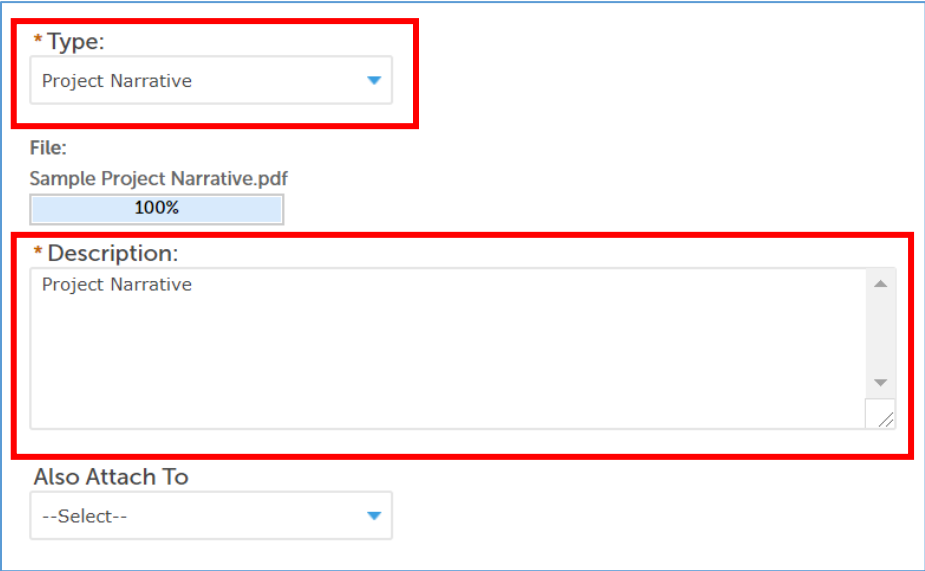 * Type:
Project Narrative
File:
Sample Project Narrative.pdf
100%
* Description:
Project Narrative
Also Attach To
--Select--